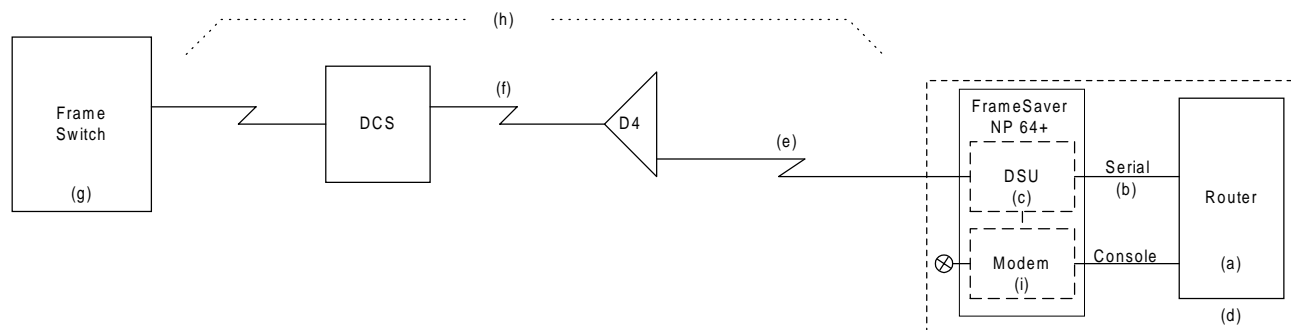 (h)
Frame
Switch
(g)
DCS
(f)
D4
(e)
FrameSaver
NP 64+
DSU
(c)
Modem
(i)
Serial
(b)
Console
Router
(a)
(d)